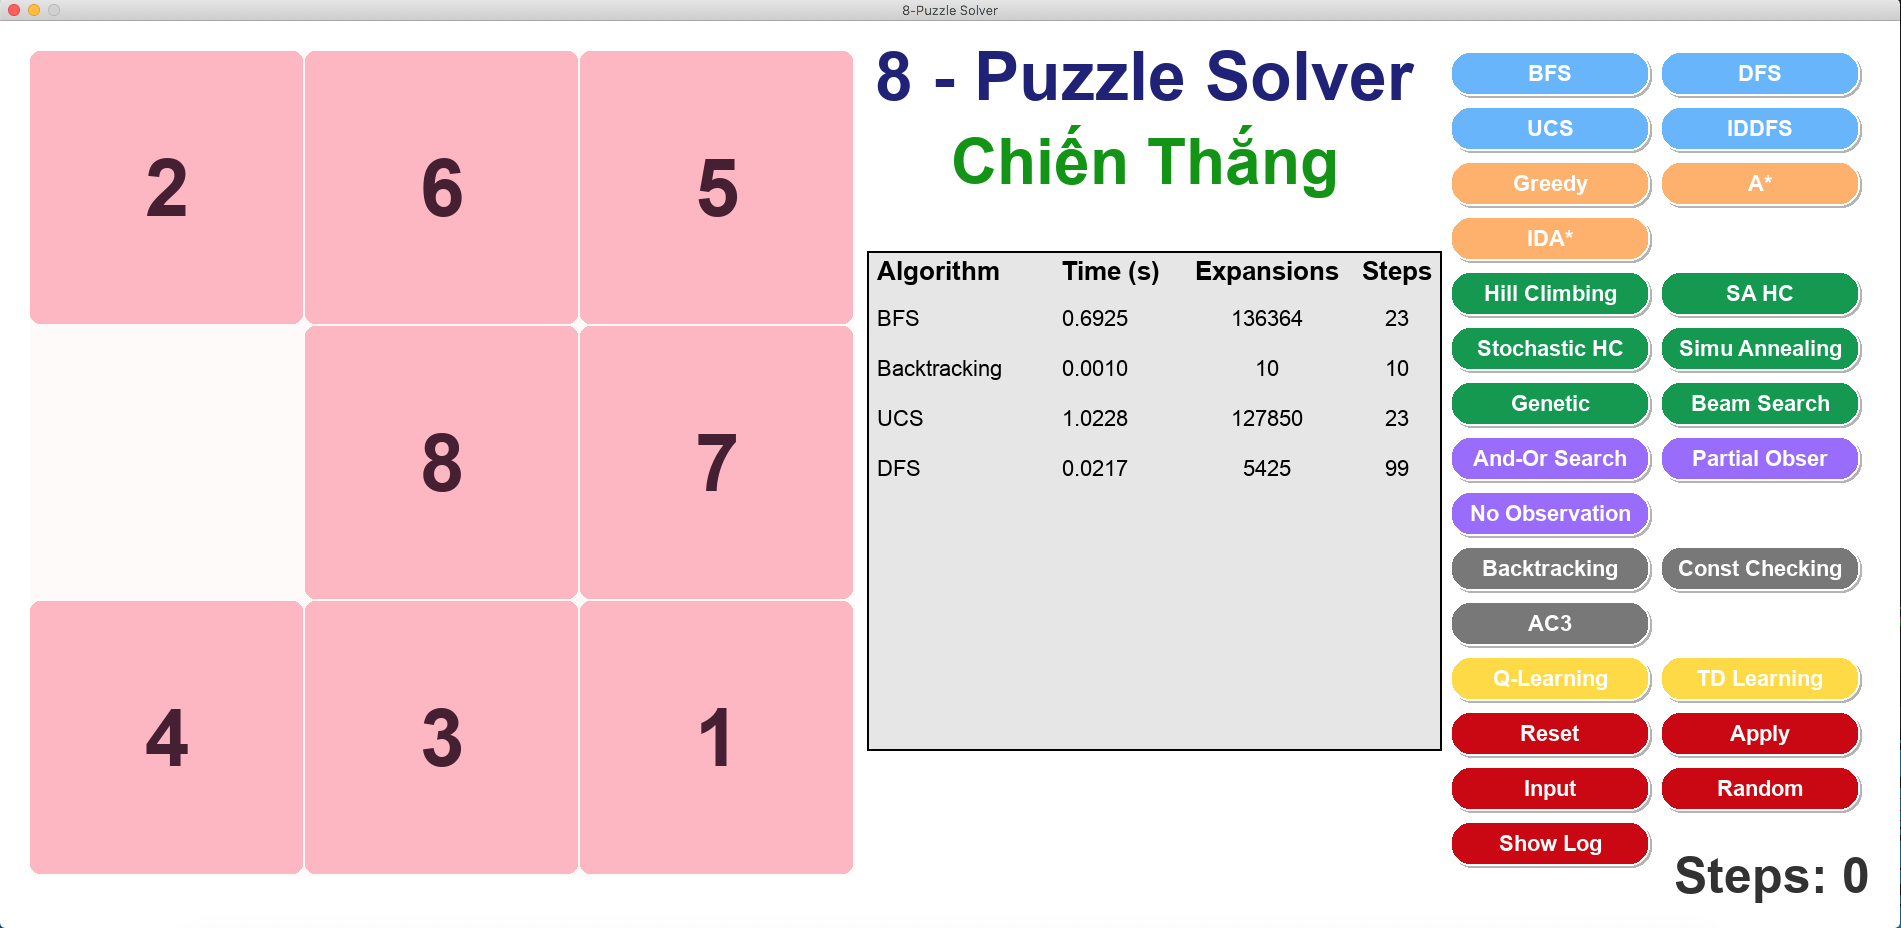 8-Puzzle Solver
2 6 5
8 7
4 3 1
8 - Puzzle Solver
Chiến Thắng
Algorithm Time (s) Expansions Steps
BFS 0.6925 136364 23
Backtracking 0.0010 10 10
UCS 1.0228 127850 23
DFS 0.0217 5425 99
BFS DFS
UCS IDDFS
Greedy A*
IDA*
Hill Climbing SA HC
Stochastic HC Simu Annealing
Genetic Beam Search
And-Or Search Partial Obser
No Observation
Backtracking Const Checking
AC3
Q-Learning TD Learning
Reset Apply
Input Random
Show Log
Steps: 0